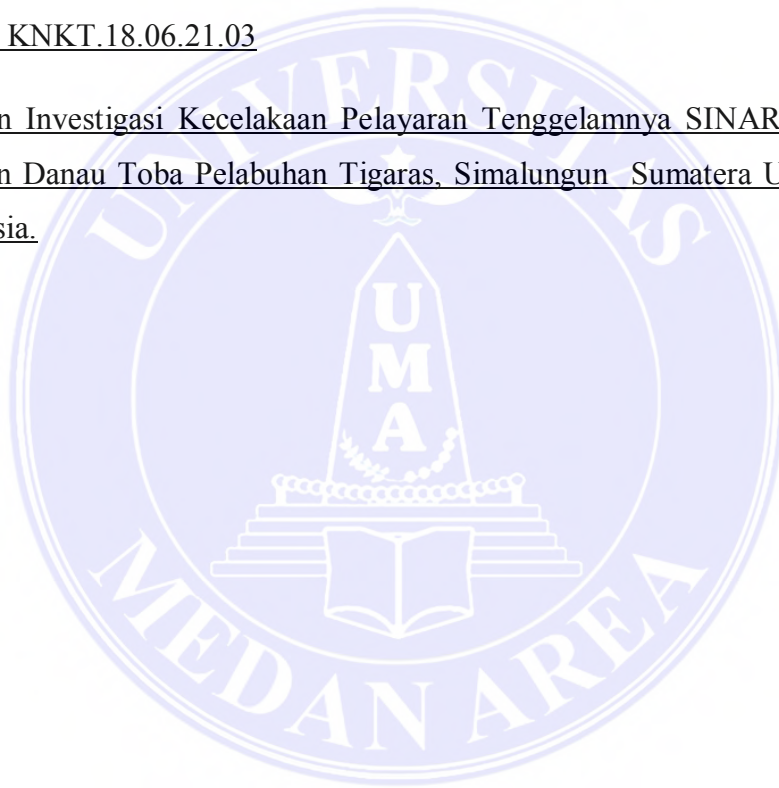 KNKT.18.06.21.03
n Investigasi Kecelakaan Pelayaran Tenggelamnya SINAR
n Danau Toba Pelabuhan Tigaras, Simalungun Sumatera U
sia.
UNIVERSITAS
UMA
MEDAN AREA